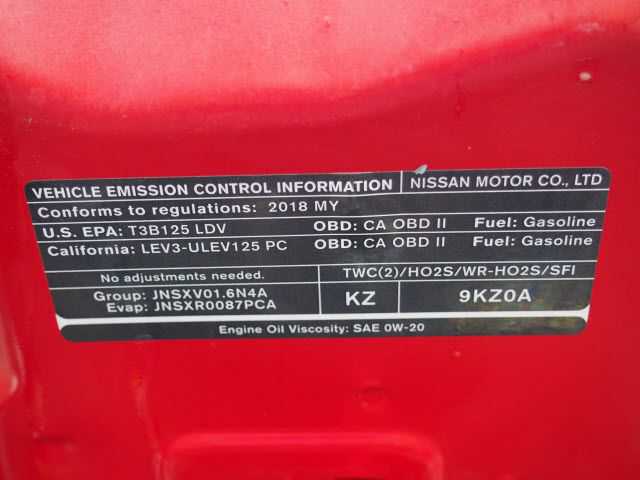 VEHICLE EMISSION CONTROL INFORMATION NISSAN MOTOR CO., LTD
Conforms to regulations: 2018 MY
U.S. EPA: T3B125 LDV OBD: CA OBD II Fuel: Gasoline
California: LEV3-ULEV125 PC OBD: CA OBD II Fuel: Gasoline
No adjustments needed. TWC(2)/HO2S/WR-HO2S/SFI
Group: JNSXV01.6N4A
Evap: JNSXR0087PCA
KZ 9KZ0A
Engine Oil Viscosity: SAE 0W-20